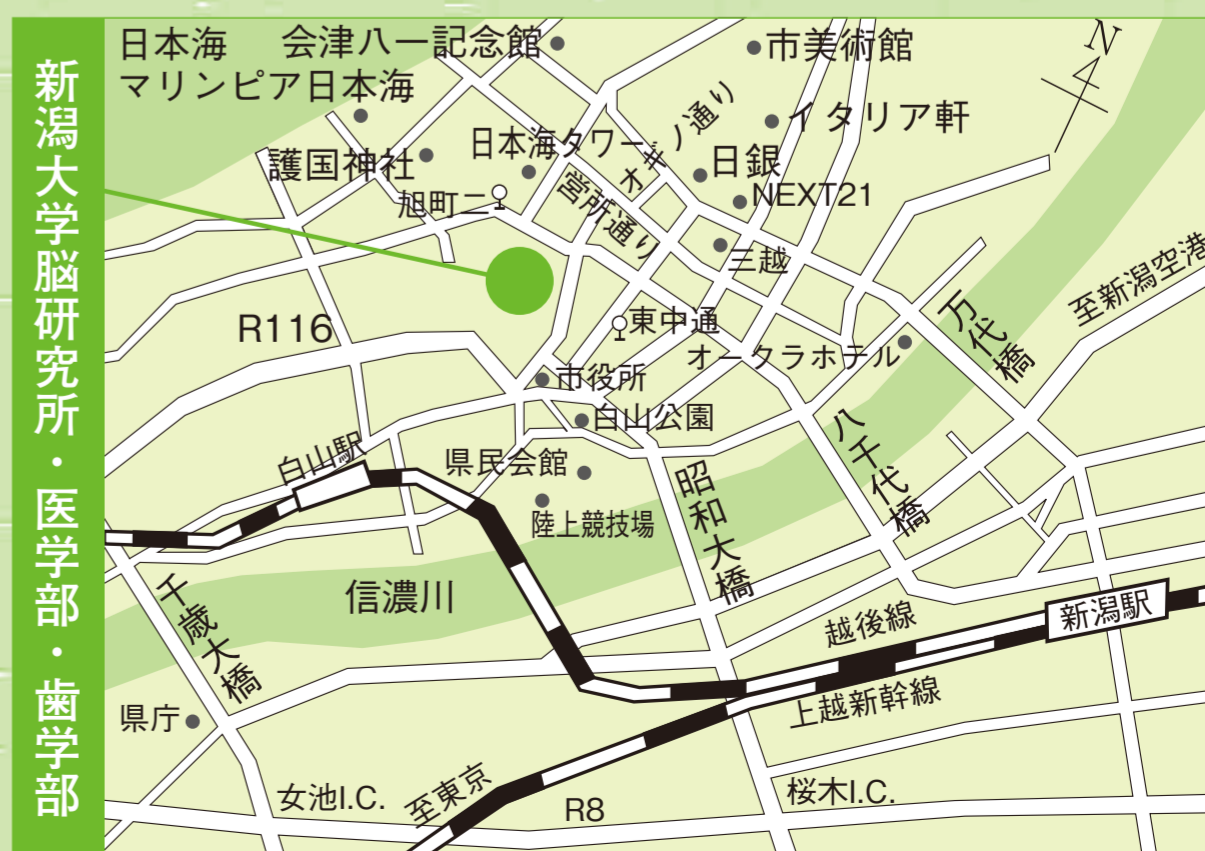 新潟大学脳研究所・医学部・歯学部
日本海
会津八一記念館
市美術館
N
マリンピア日本海
イタリア軒
オギノ通り
日本海タワー
護国神社
日銀
旭町二
営所通り
NEXT21
三越
至新潟空港
R116
東中通
万代橋
オークラホテル
市役所
白山公園
八千代橋
白山駅
県民会館
昭和大橋
陸上競技場
信濃川
千歳大橋
越後線
新潟駅
上越新幹線
県庁
女池I.C.
至東京
R8
桜木I.C.